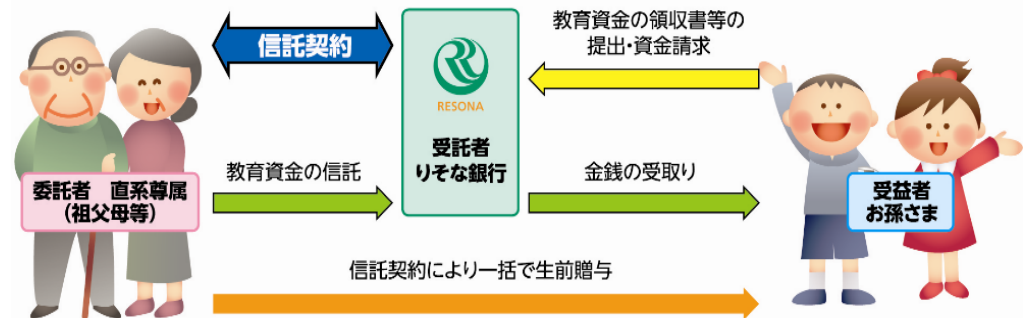 信託契約
教育資金の領収書等の
提出・資金請求
RESONA
受託者
りそな銀行
教育資金の信託
金銭の受取り
委託者 直系尊属
(祖父母等)
受益者
お孫さま
信託契約により一括で生前贈与